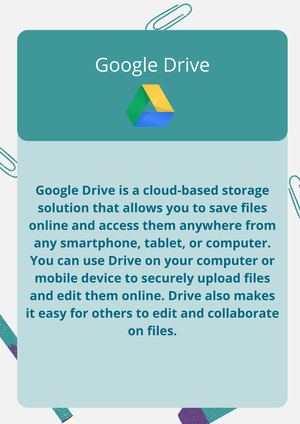 Google Drive
Google Drive is a cloud-based storage
solution that allows you to save files
online and access them anywhere from
any smartphone, tablet, or computer.
You can use Drive on your computer or
mobile device to securely upload files
and edit them online. Drive also makes
it easy for others to edit and collaborate
on files.